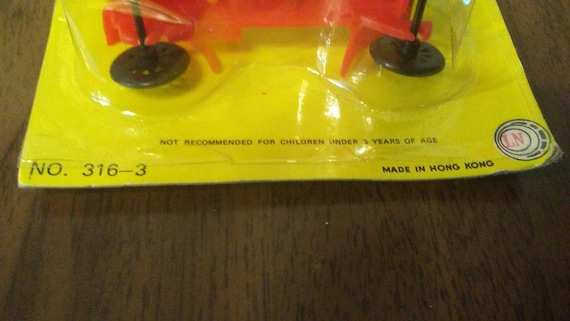 NOT RECOMMENDED FOR CHILDREN UNDER 3 YEARS OF AGE
LN
NO. 316-3
MADE IN HONG KONG